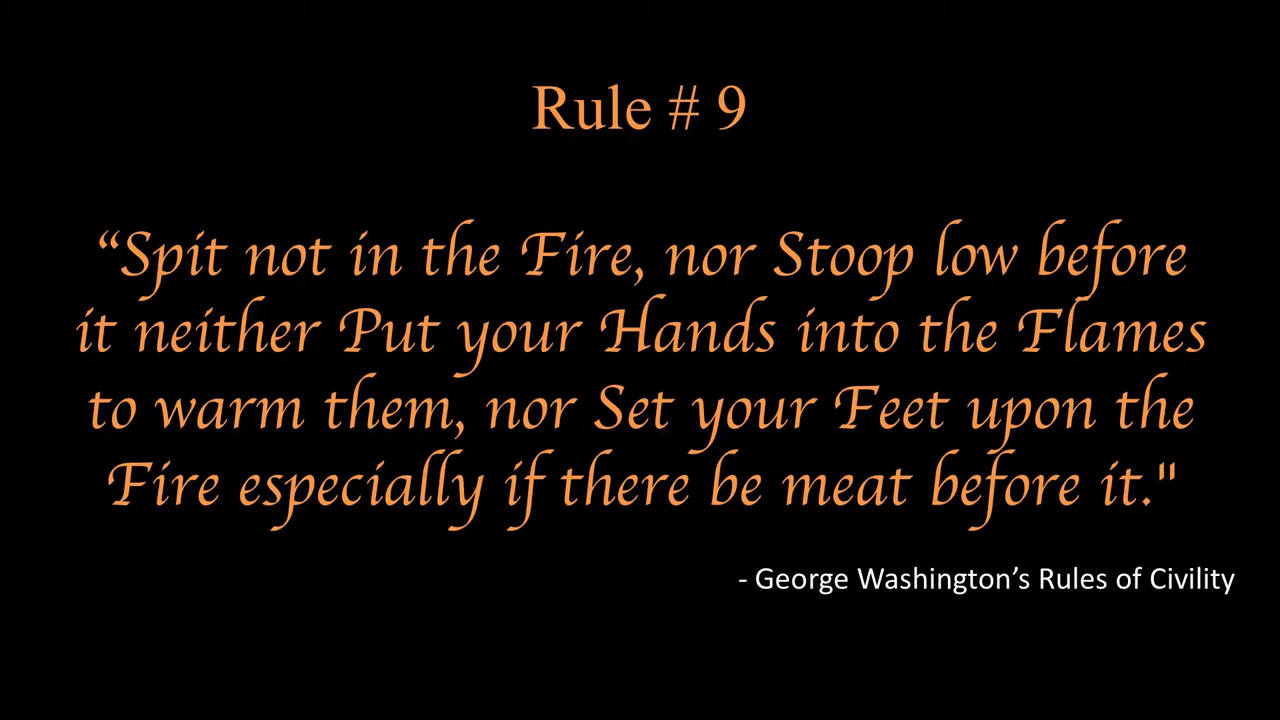 Rule # 9
“Spit not in the Fire, nor Stoop low before
it neither Put your Hands into the Flames
to warm them, nor Set your Feet upon the
Fire especially if there be meat before it."
- George Washington’s Rules of Civility